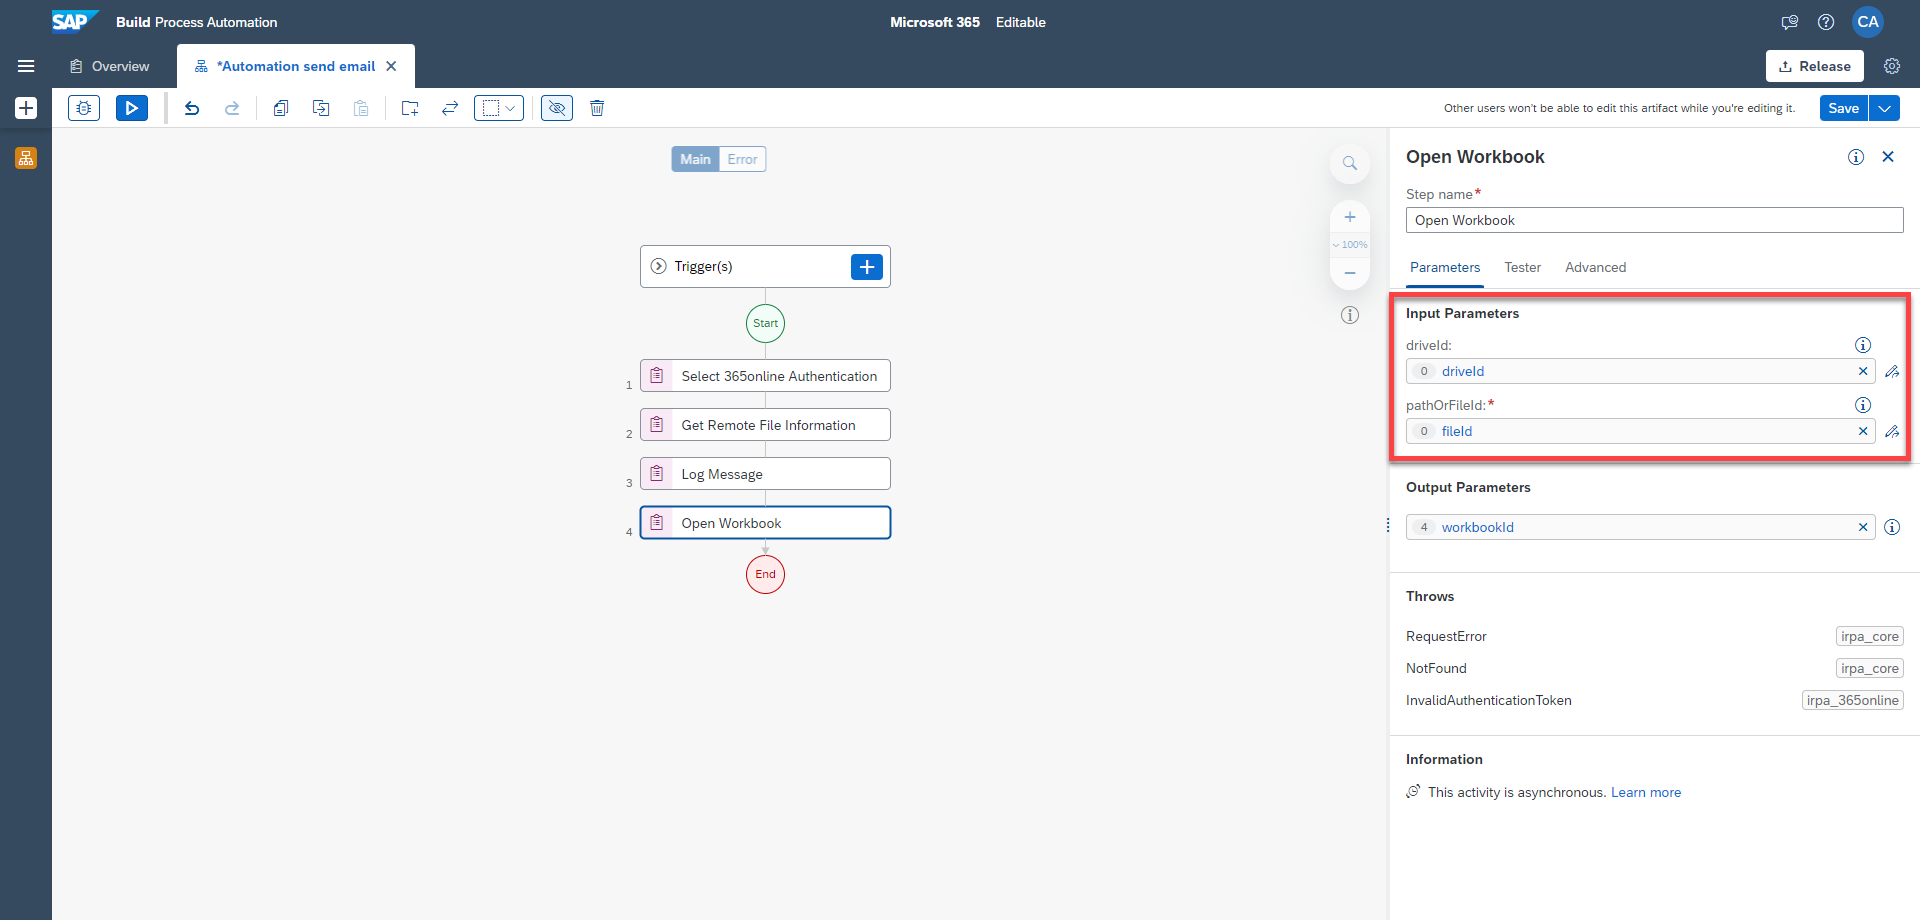 SAP Build Process Automation
Microsoft 365 Editable
CA
Overview
*Automation send email
Release
Other users won't be able to edit this artifact while you're editing it.
Save
Main Error
100%
Trigger(s)
Start
1 Select 365online Authentication
2 Get Remote File Information
3 Log Message
4 Open Workbook
End
Open Workbook
Step name*
Open Workbook
Parameters Tester Advanced
Input Parameters
driveId:
0 driveId
pathOrFileId:*
0 fileId
Output Parameters
4 workbookId
Throws
RequestError irpa_core
NotFound irpa_core
InvalidAuthenticationToken irpa_365online
Information
This activity is asynchronous. Learn more